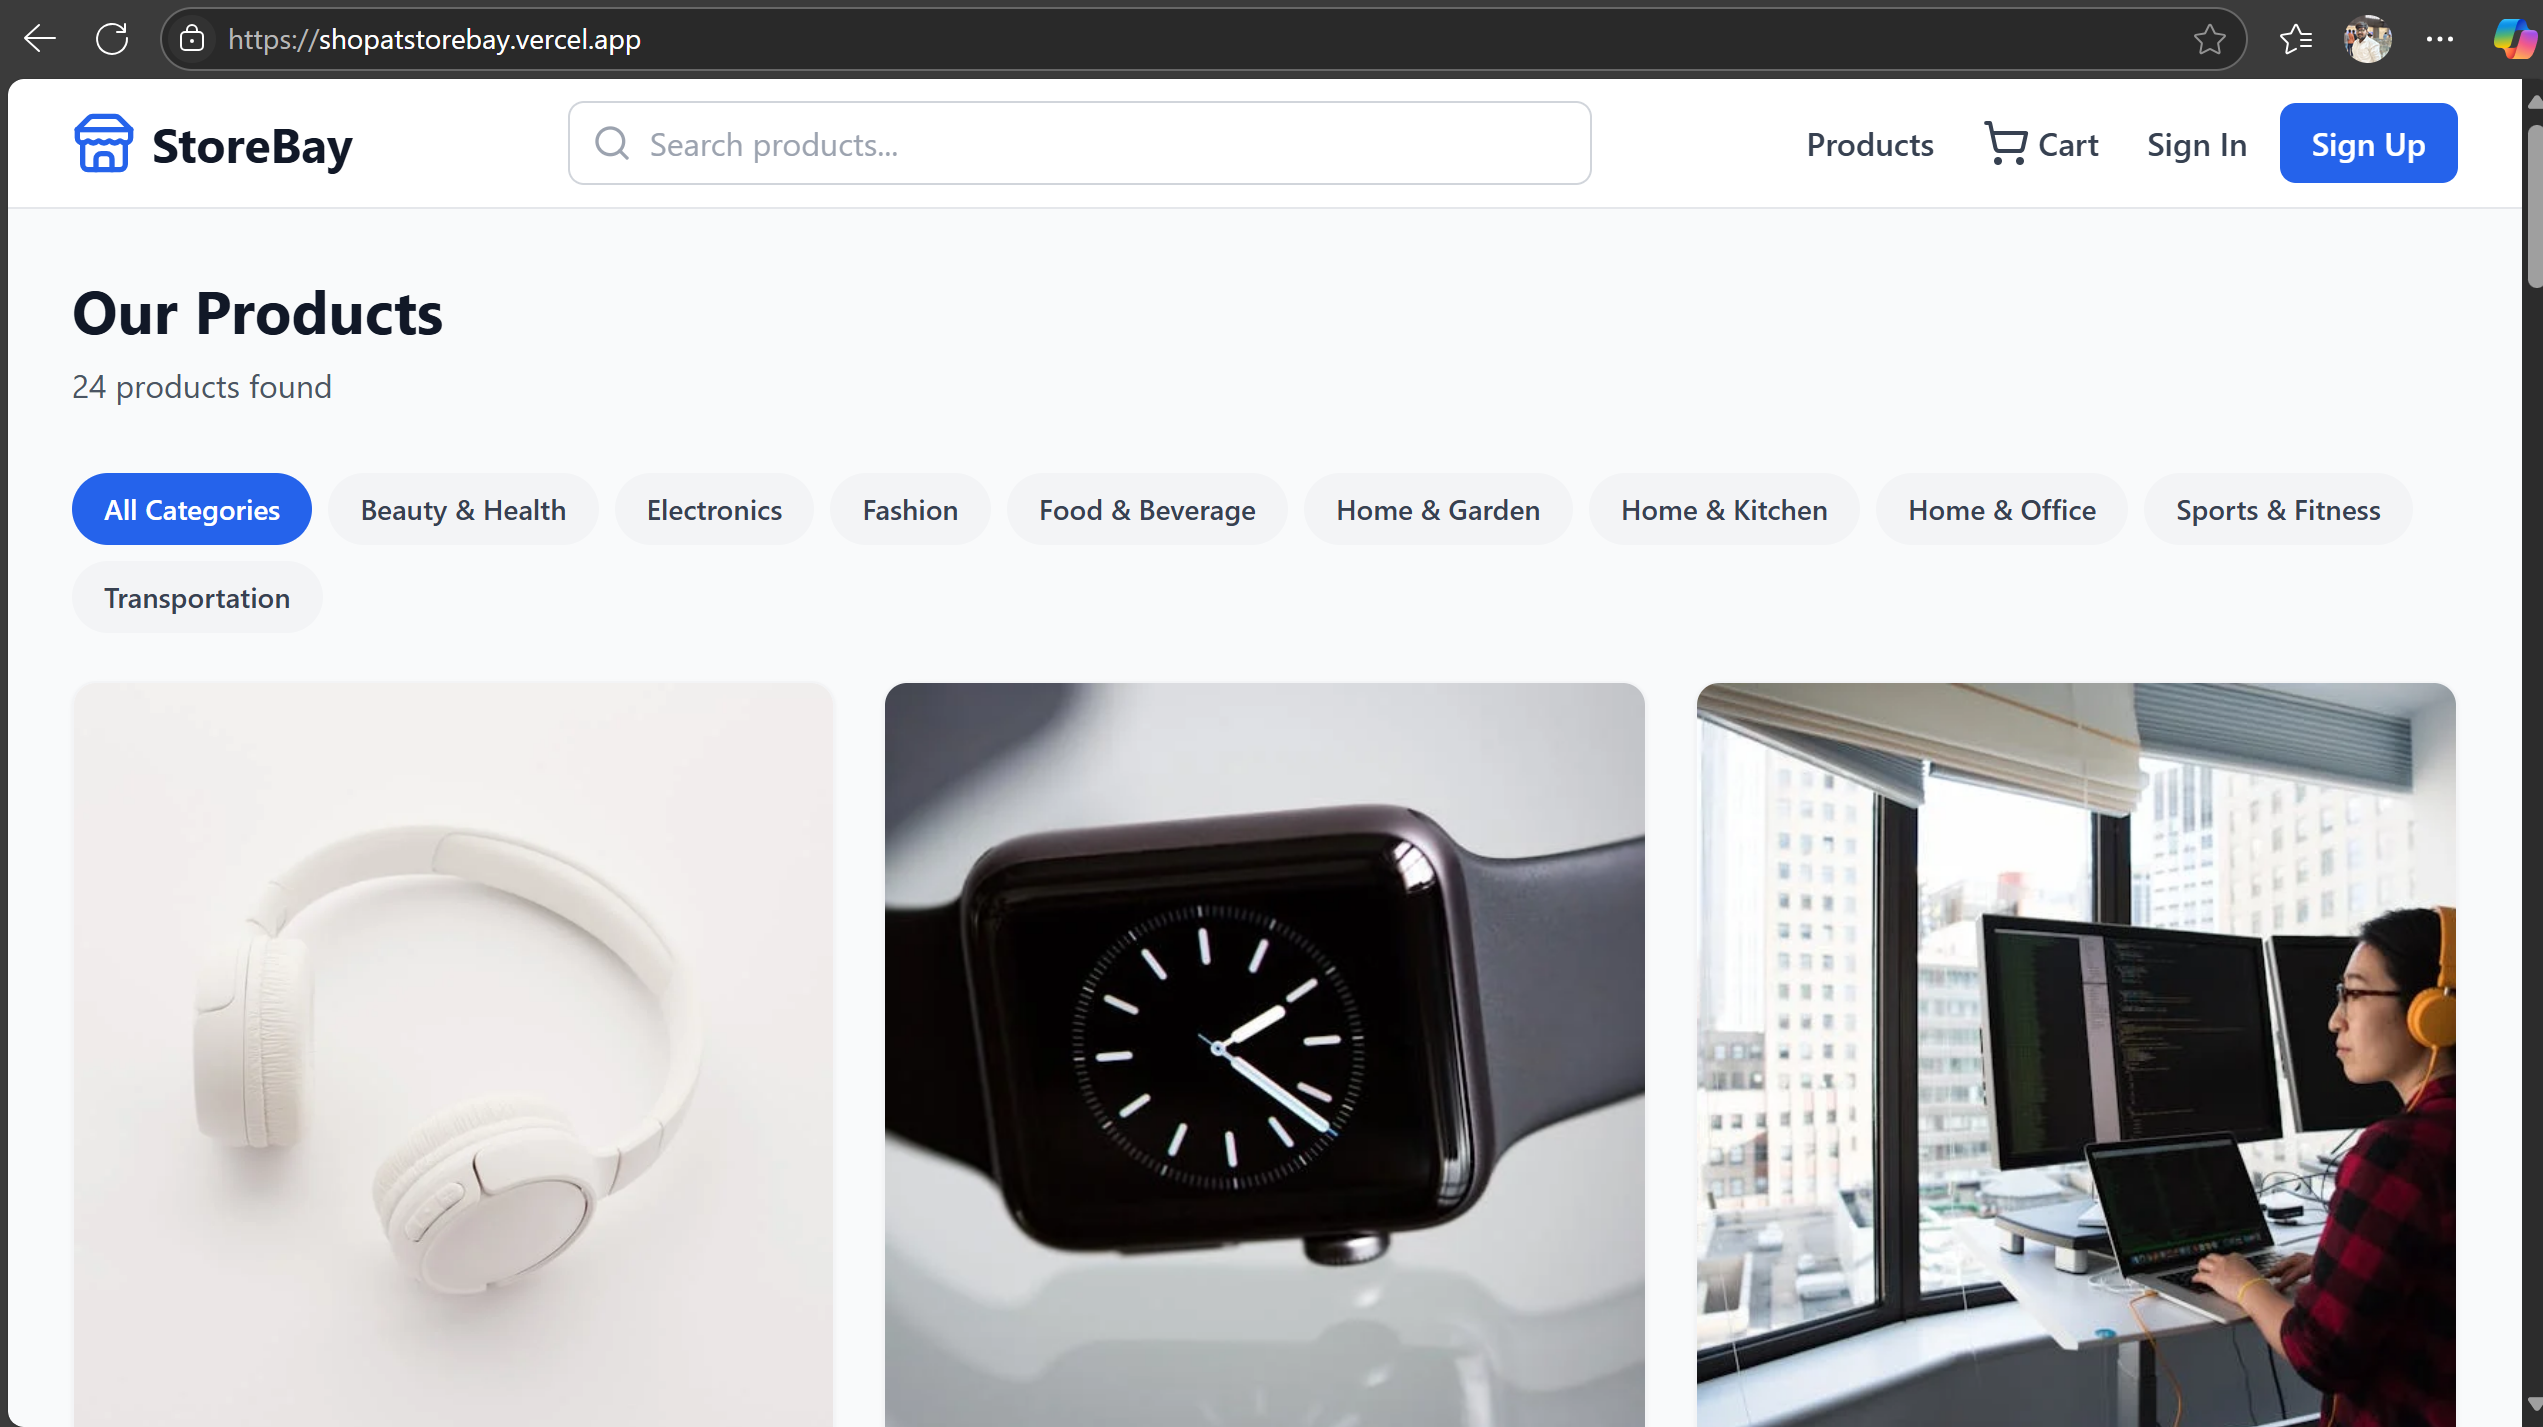 https://shopatstorebay.vercel.app
StoreBay
Search products...
Products
Cart
Sign In
Sign Up
Our Products
24 products found
All Categories
Beauty & Health
Electronics
Fashion
Food & Beverage
Home & Garden
Home & Kitchen
Home & Office
Sports & Fitness
Transportation